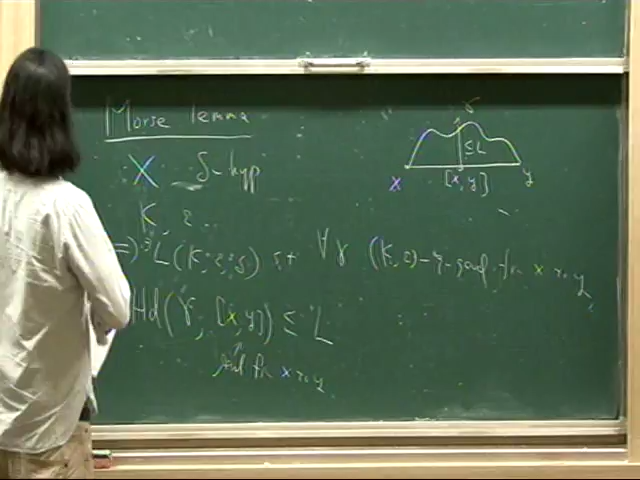 Morse lemma
X δ-hyp
K, ε
⇒ ∃ L(K, ε, δ) s.t ∀ γ (K, ε)-q-geod. fr x to y,
Hd(γ, [x,y]) ≤ L
fr x to y
γ
≤ L
x [x,y] y